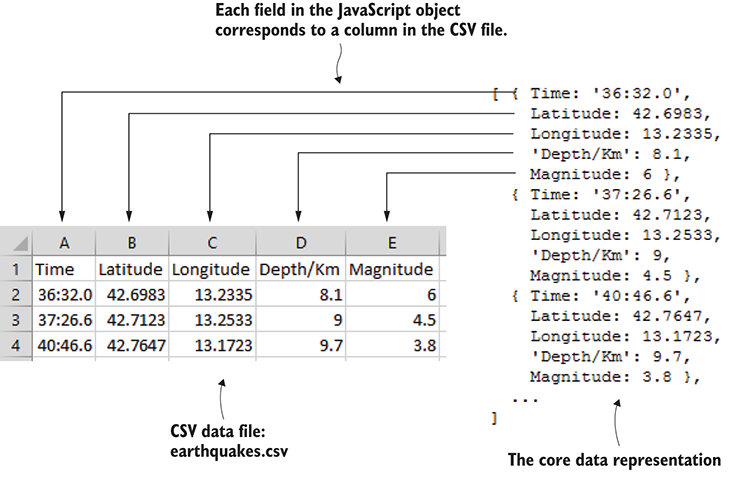 Each field in the JavaScript object
corresponds to a column in the CSV file.
[ { Time: '36:32.0',
Latitude: 42.6983,
Longitude: 13.2335,
'Depth/Km': 8.1,
Magnitude: 6 },
{ Time: '37:26.6',
Latitude: 42.7123,
Longitude: 13.2533,
'Depth/Km': 9,
Magnitude: 4.5 },
{ Time: '40:46.6',
Latitude: 42.7647,
Longitude: 13.1723,
'Depth/Km': 9.7,
Magnitude: 3.8 },
...
]
A B C D E
1 Time Latitude Longitude Depth/Km Magnitude
2 36:32.0 42.6983 13.2335 8.1 6
3 37:26.6 42.7123 13.2533 9 4.5
4 40:46.6 42.7647 13.1723 9.7 3.8
CSV data file:
earthquakes.csv
The core data representation